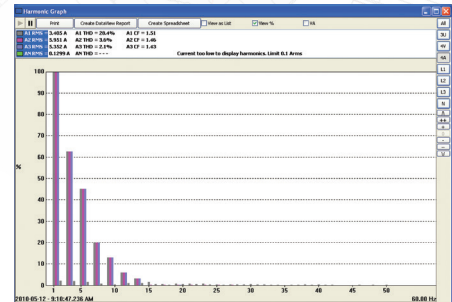 Harmonic Graph
Print Create DataView Report Create Spreadsheet View as List View % VA All
A1 RMS = 3.405 A A1 THD = 28.4% A1 CF = 1.51
A2 RMS = 5.951 A A2 THD = 3.6% A2 CF = 1.46
A3 RMS = 5.352 A A3 THD = 2.1% A3 CF = 1.43
AN RMS = 0.1299 A AN THD = --- Current too low to display harmonics. Limit 0.1 Arms
3U
4V
4A
L1
L2
L3
N
++
+
-
--
100
90
80
70
60
50
%
40
30
20
10
0
1 5 10 15 20 25 30 35 40 45 50
2010-05-12 - 9:10:47.236 AM 60.00 Hz